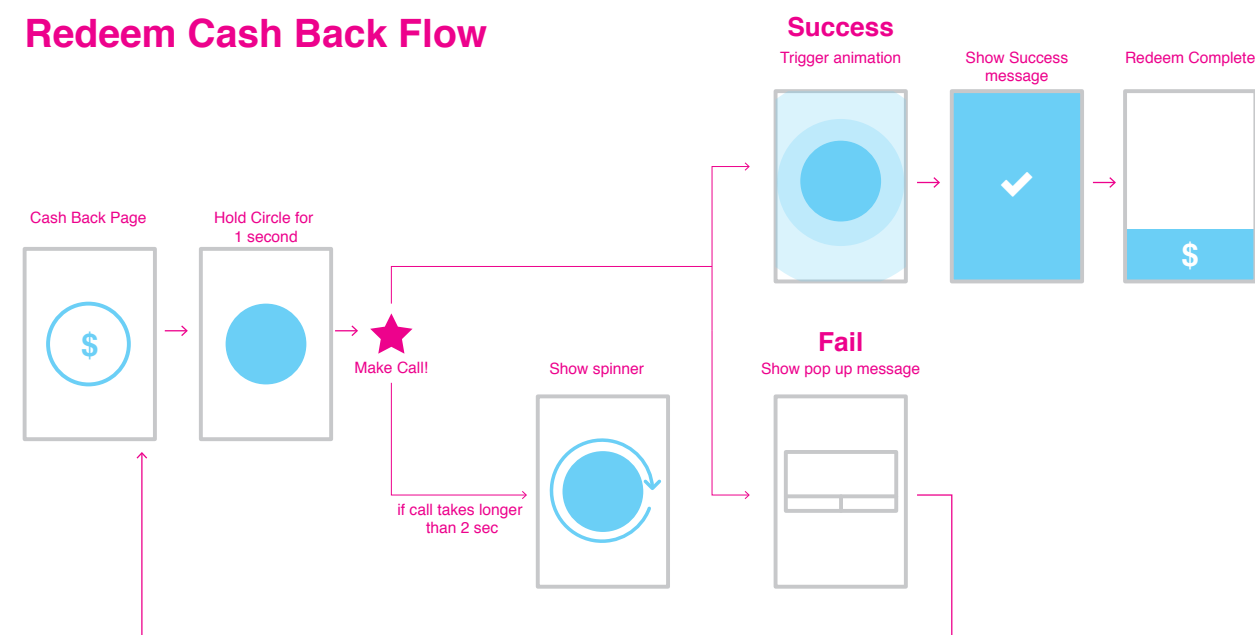 Redeem Cash Back Flow
Success
Trigger animation
Show Success
message
Redeem Complete
$
Cash Back Page
Hold Circle for
1 second
$
Make Call!
Show spinner
Fail
Show pop up message
if call takes longer
than 2 sec